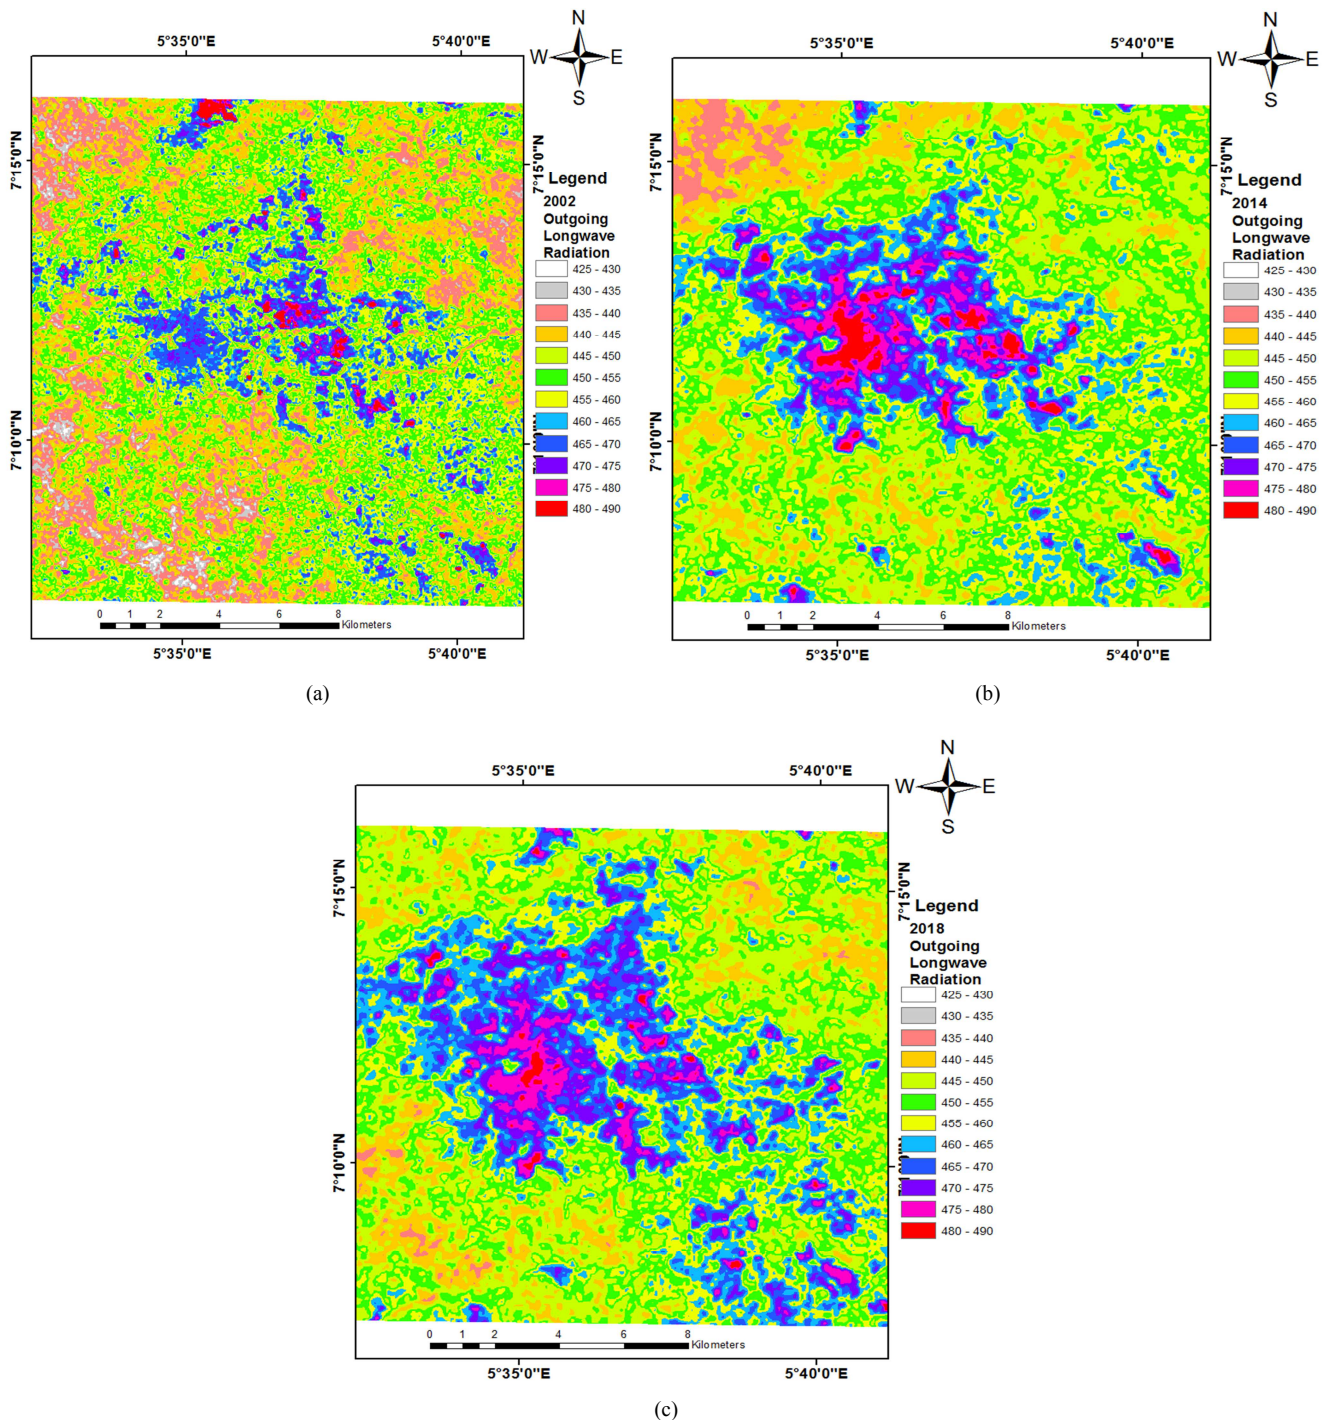 N
W E
S
5°35'0"E 5°40'0"E
7°15'0"N
7°10'0"N
7°15'0"N
Legend
2002
Outgoing
Longwave
Radiation
425 - 430
430 - 435
435 - 440
440 - 445
445 - 450
450 - 455
455 - 460
460 - 465
465 - 470
470 - 475
475 - 480
480 - 490
0 1 2 4 6 8
Kilometers
5°35'0"E 5°40'0"E
(a)
N
W E
S
5°35'0"E 5°40'0"E
7°15'0"N
7°10'0"N
7°15'0"N
Legend
2014
Outgoing
Longwave
Radiation
425 - 430
430 - 435
435 - 440
440 - 445
445 - 450
450 - 455
455 - 460
460 - 465
465 - 470
470 - 475
475 - 480
480 - 490
0 1 2 4 6 8
Kilometers
5°35'0"E 5°40'0"E
(b)
N
W E
S
5°35'0"E 5°40'0"E
7°15'0"N
7°10'0"N
7°15'0"N
Legend
2018
Outgoing
Longwave
Radiation
425 - 430
430 - 435
435 - 440
440 - 445
445 - 450
450 - 455
455 - 460
460 - 465
465 - 470
470 - 475
475 - 480
480 - 490
0 1 2 4 6 8
Kilometers
5°35'0"E 5°40'0"E
(c)